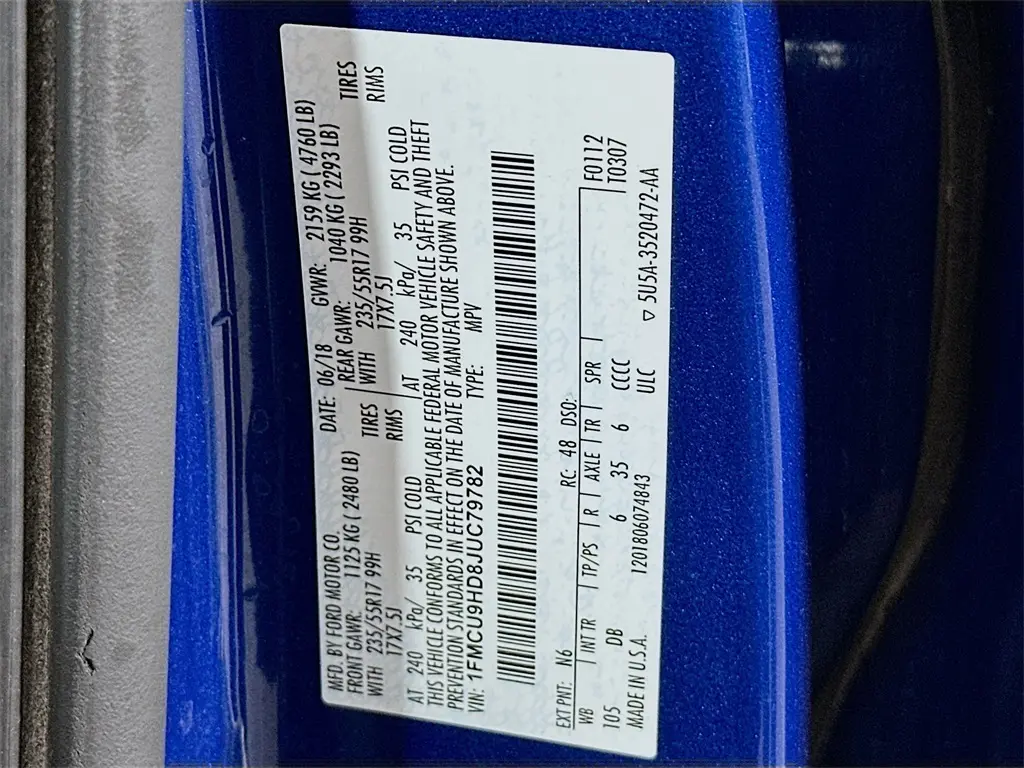 MFD. BY FORD MOTOR CO. DATE: 06/18 GVWR: 2159 KG ( 4760 LB)
FRONT GAWR: 1125 KG ( 2480 LB) REAR GAWR: 1040 KG ( 2293 LB)
WITH 235/55R17 99H TIRES WITH 235/55R17 99H TIRES
17X7.5J RIMS 17X7.5J RIMS
AT 240 kPa/ 35 PSI COLD AT 240 kPa/ 35 PSI COLD
THIS VEHICLE CONFORMS TO ALL APPLICABLE FEDERAL MOTOR VEHICLE SAFETY AND THEFT
PREVENTION STANDARDS IN EFFECT ON THE DATE OF MANUFACTURE SHOWN ABOVE.
VIN: 1FMCU9HD8JUC79782 TYPE: MPV
EXT PNT: N6 RC: 48 DSO: F0112
WB INT TR TP/PS R AXLE TR SPR T0307
105 DB 6 35 6 CCCC
MADE IN U.S.A. 1201806074843 ULC ▽ 5U5A-3520472-AA